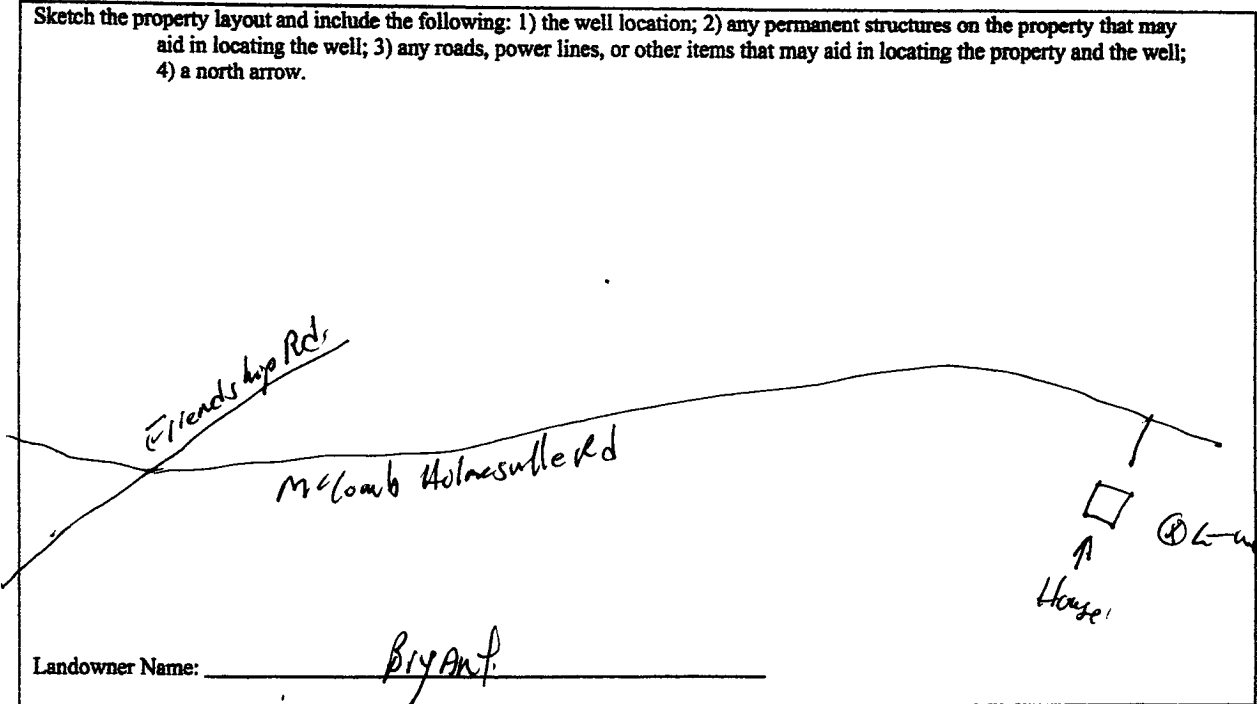 Sketch the property layout and include the following: 1) the well location; 2) any permanent structures on the property that may
aid in locating the well; 3) any roads, power lines, or other items that may aid in locating the property and the well;
4) a north arrow.
Friendship Rd.
McComb Holmesville Rd
House
Landowner Name: Bryant